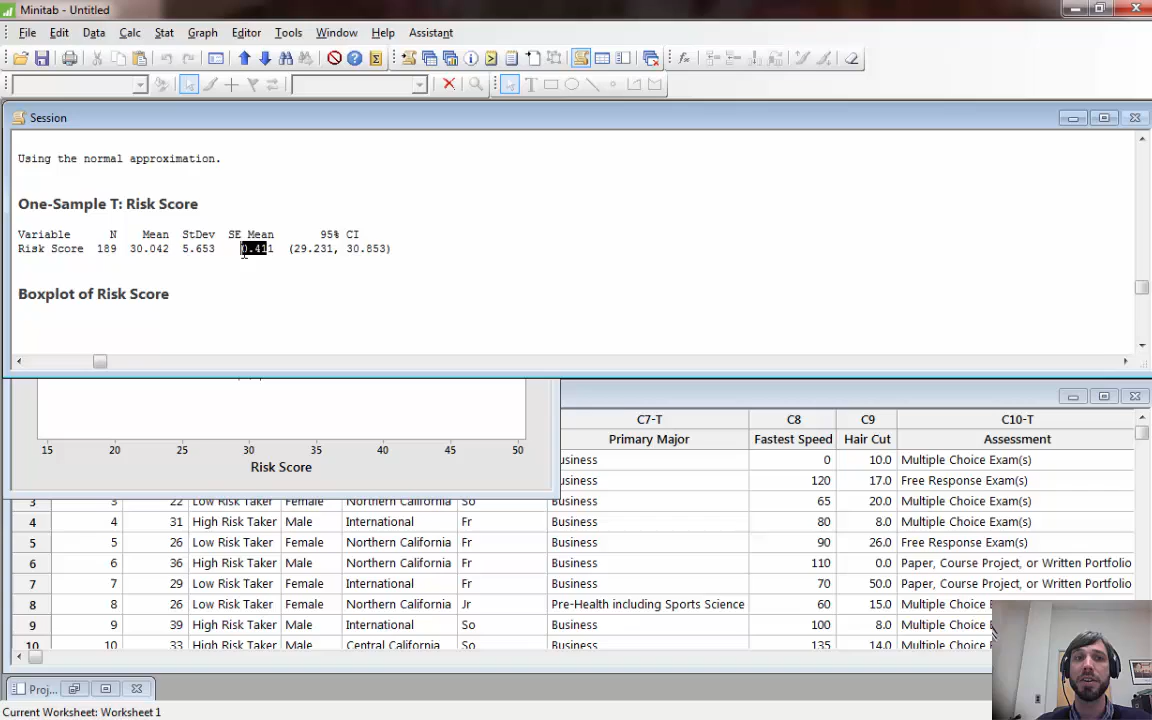 Minitab - Untitled
File Edit Data Calc Stat Graph Editor Tools Window Help Assistant
Session
Using the normal approximation.
One-Sample T: Risk Score
Variable N Mean StDev SE Mean 95% CI
Risk Score 189 30.042 5.653 0.411 (29.231, 30.853)
Boxplot of Risk Score
15 20 25 30 35 40 45 50
Risk Score
C7-T C8 C9 C10-T
Primary Major Fastest Speed Hair Cut Assessment
usiness 0 10.0 Multiple Choice Exam(s)
usiness 120 17.0 Free Response Exam(s)
3 3 22 Low Risk Taker Female Northern California So Business 65 20.0 Multiple Choice Exam(s)
4 4 31 High Risk Taker Male International Fr Business 80 8.0 Multiple Choice Exam(s)
5 5 26 Low Risk Taker Female Northern California Fr Business 90 26.0 Free Response Exam(s)
6 6 36 High Risk Taker Male Northern California Fr Business 110 0.0 Paper, Course Project, or Written Portfolio
7 7 29 Low Risk Taker Female International Fr Business 70 50.0 Paper, Course Project, or Written Portfolio
8 8 26 Low Risk Taker Female Northern California Jr Pre-Health including Sports Science 60 15.0 Multiple Choice E
9 9 39 High Risk Taker Male International So Business 100 8.0 Multiple Choice E
10 10 33 High Risk Taker Male Central California So Business 135 14.0 Multiple Choice E
Proj...
Current Worksheet: Worksheet 1